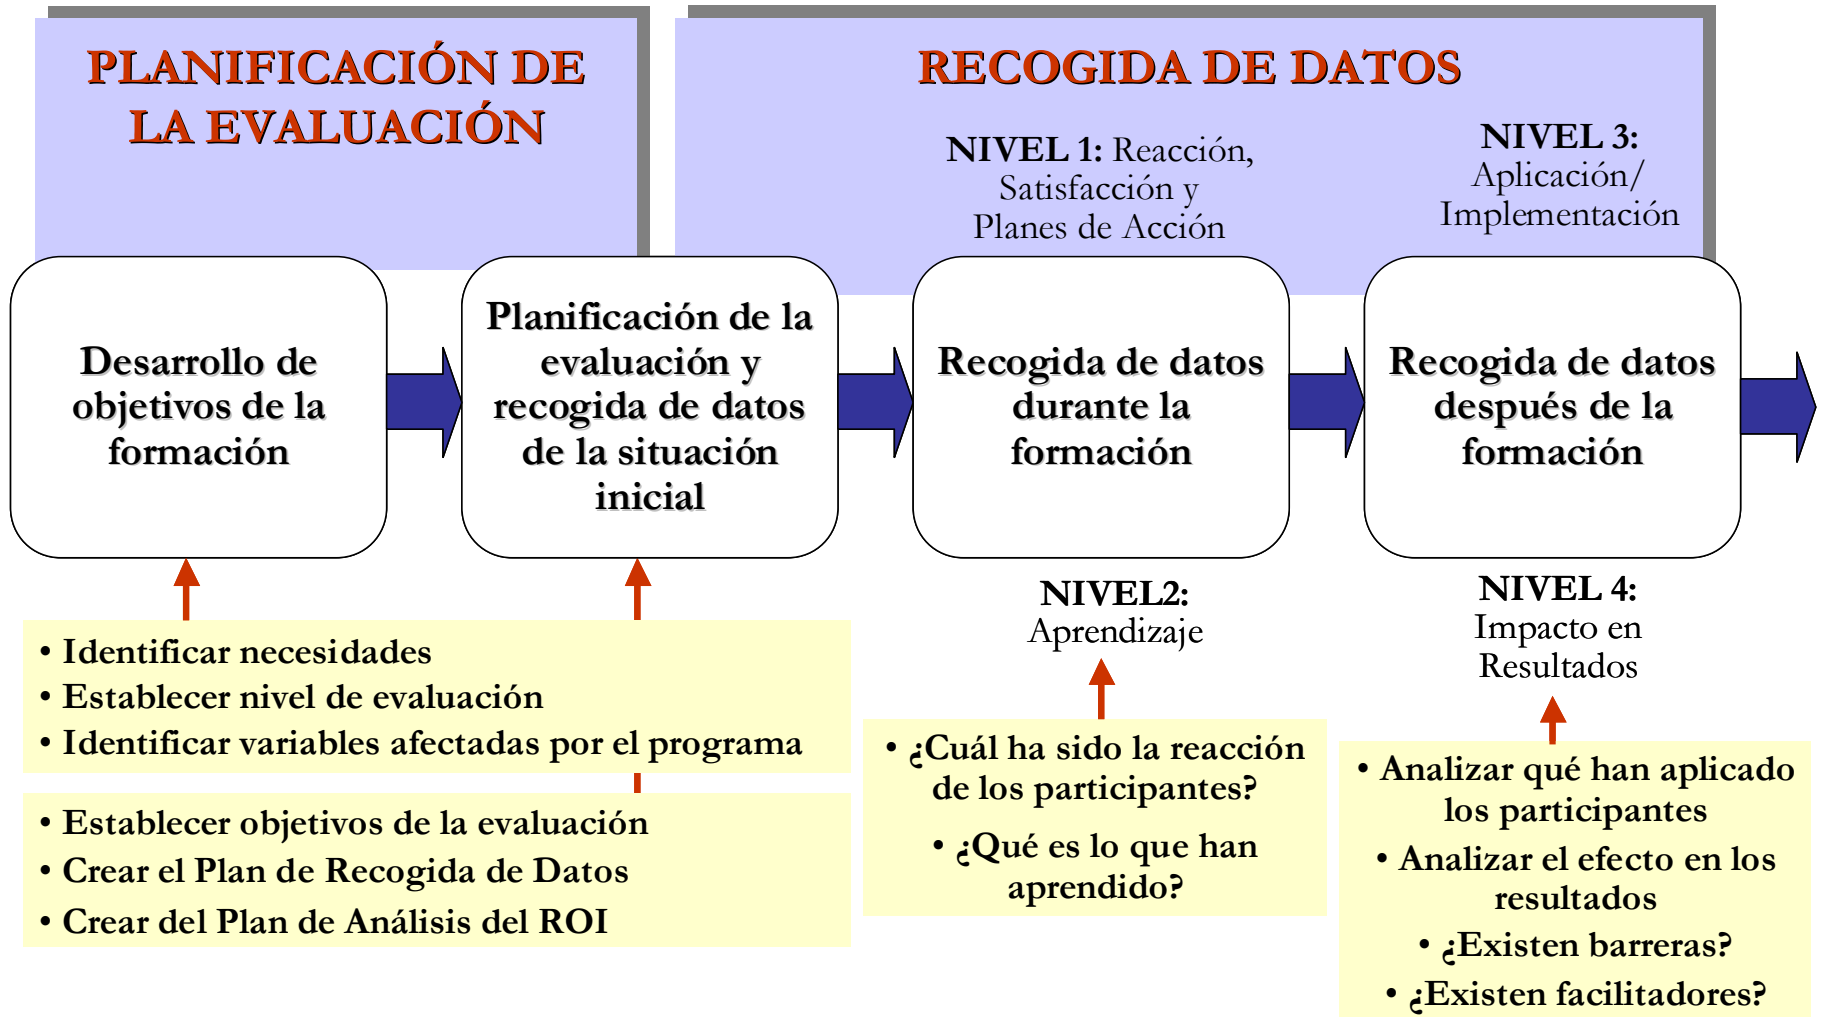 PLANIFICACIÓN DE
LA EVALUACIÓN
RECOGIDA DE DATOS
NIVEL 1: Reacción,
Satisfacción y
Planes de Acción
NIVEL 3:
Aplicación/
Implementación
Desarrollo de
objetivos de la
formación
Planificación de la
evaluación y
recogida de datos
de la situación
inicial
Recogida de datos
durante la
formación
Recogida de datos
después de la
formación
NIVEL2:
Aprendizaje
NIVEL 4:
Impacto en
Resultados
• Identificar necesidades
• Establecer nivel de evaluación
• Identificar variables afectadas por el programa
• Establecer objetivos de la evaluación
• Crear el Plan de Recogida de Datos
• Crear del Plan de Análisis del ROI
• ¿Cuál ha sido la reacción
de los participantes?
• ¿Qué es lo que han
aprendido?
• Analizar qué han aplicado
los participantes
• Analizar el efecto en los
resultados
• ¿Existen barreras?
• ¿Existen facilitadores?